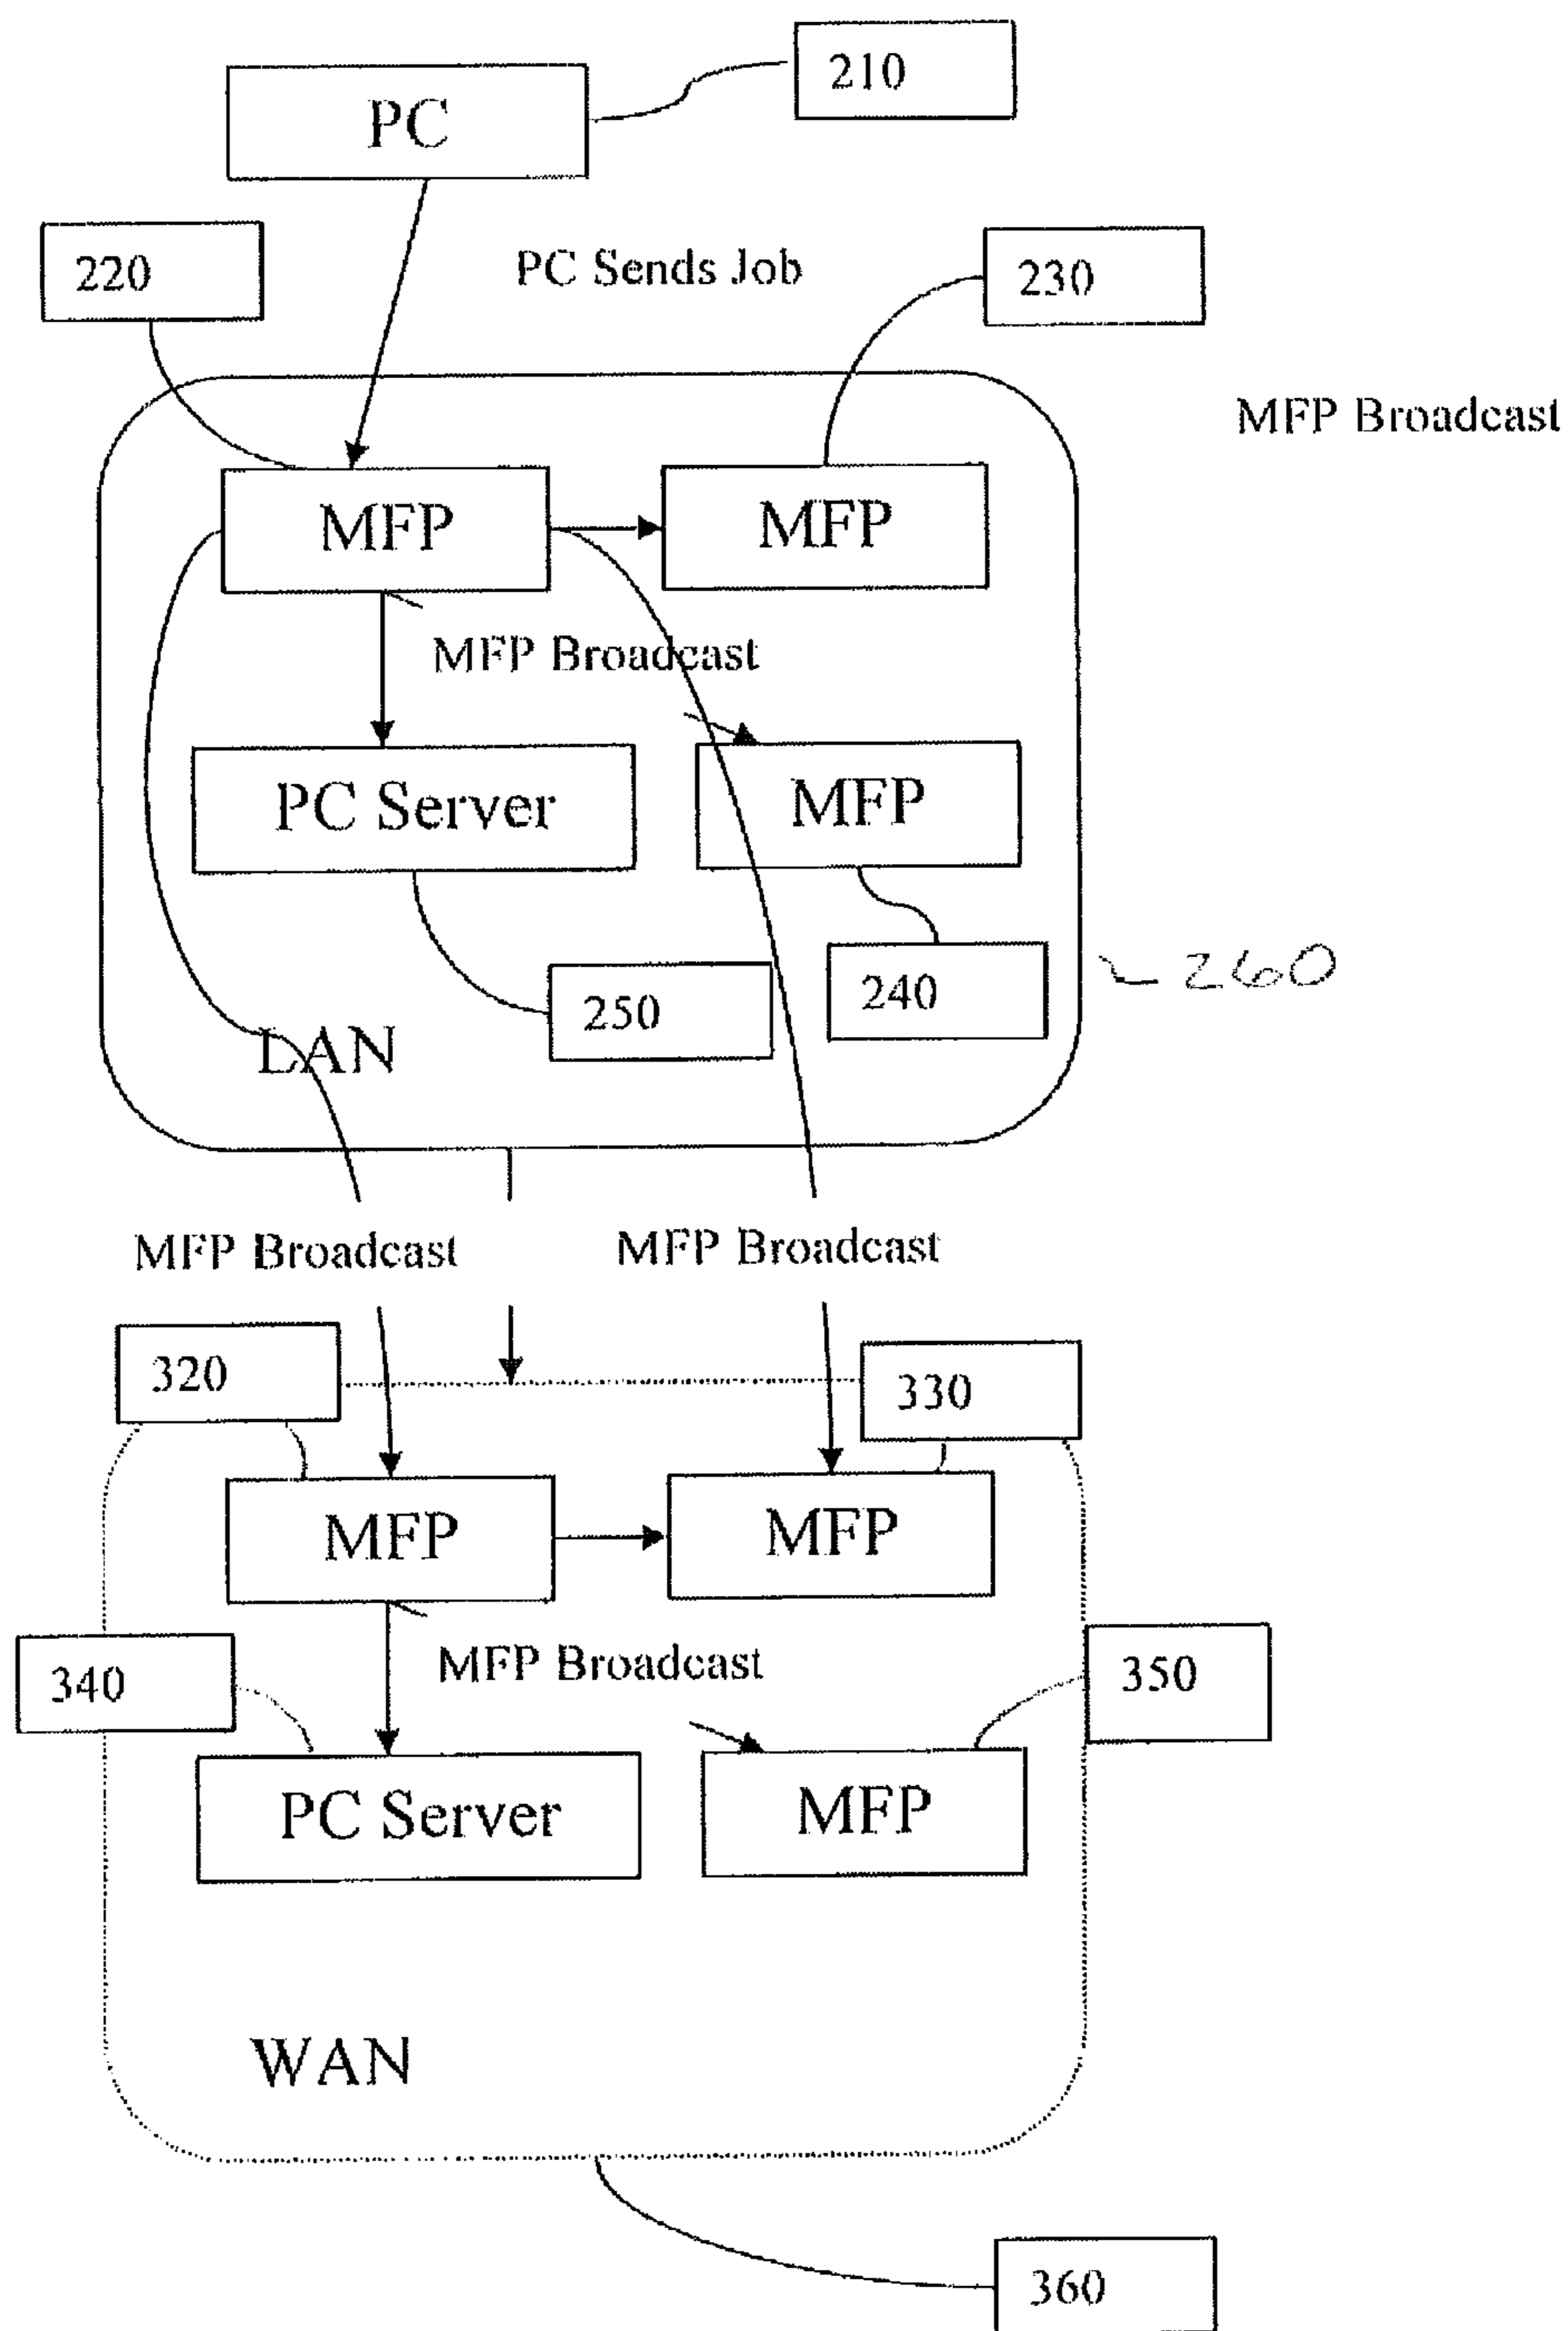 210
PC
220
PC Sends Job
230
MFP Broadcast
MFP
MFP
MFP Broadcast
PC Server
MFP
250
240
260
LAN
MFP Broadcast
MFP Broadcast
320
330
MFP
MFP
340
MFP Broadcast
350
PC Server
MFP
WAN
360